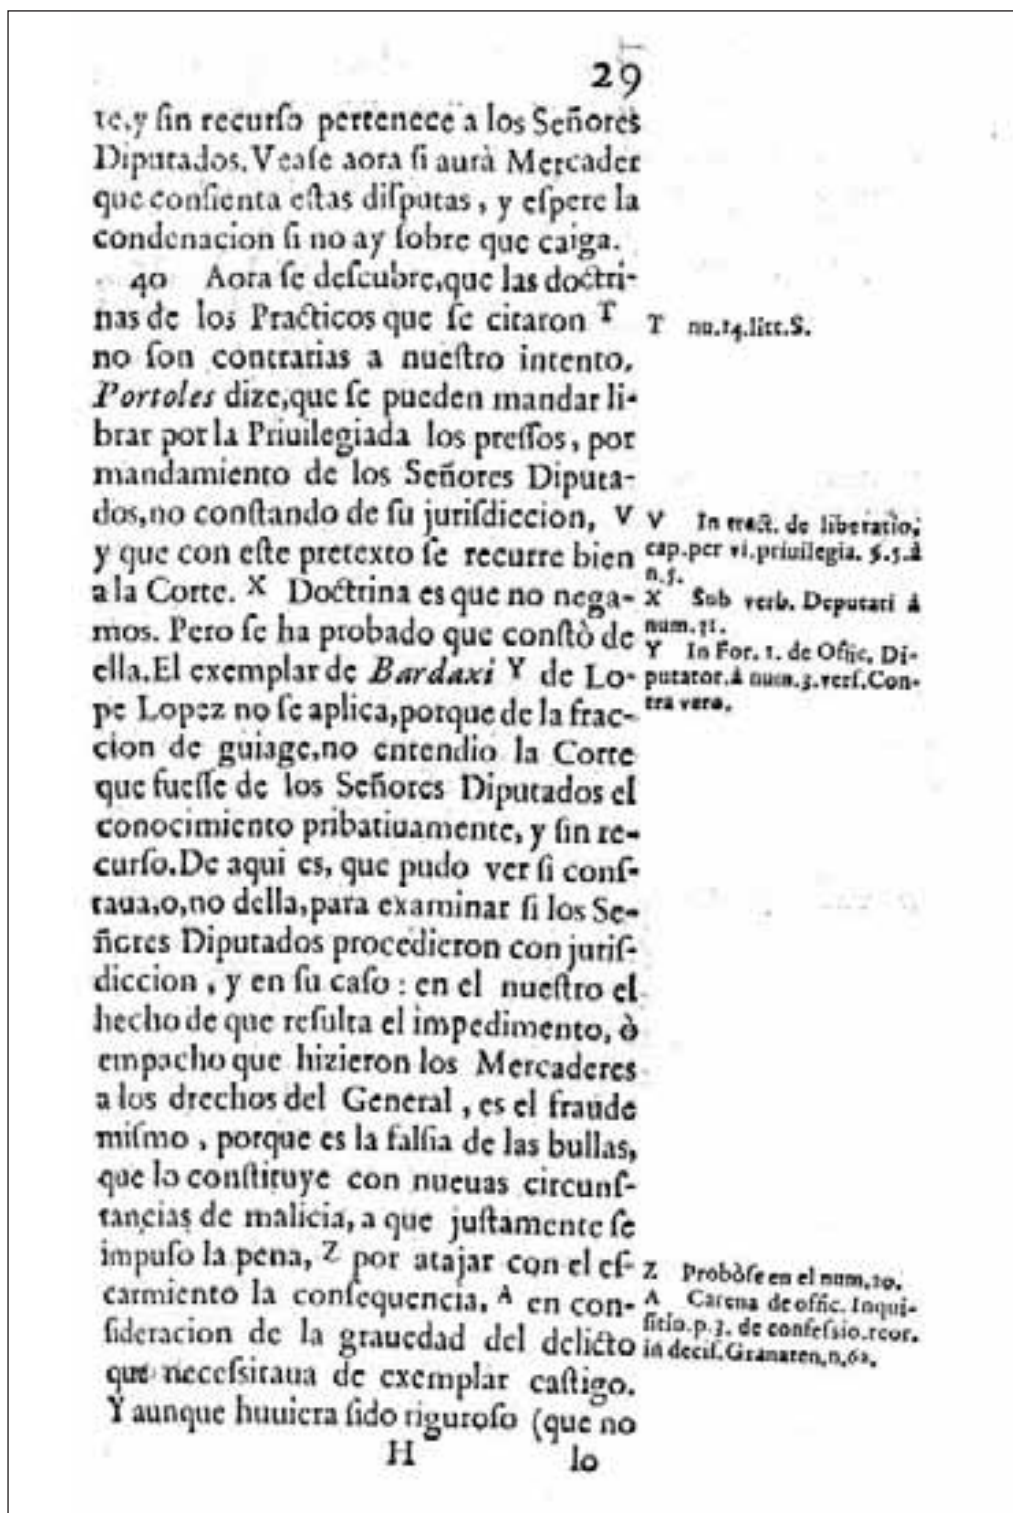 29
te,y ſin recurſo pertenece a los Señores
Diputados. Veaſe aora ſi aurà Mercader
que conſienta eſtas diſputas, y eſpere la
condenacion ſi no ay ſobre que caiga.
40 Aora ſe deſcubre,que las doctri-
nas de los Practicos que ſe citaron T
no ſon contrarias a nueſtro intento.
Portoles dize,que ſe pueden mandar li-
brar por la Priuilegiada los preſſos, por
mandamiento de los Señores Diputa-
dos,no conſtando de ſu juriſdiccion, V
y que con eſte pretexto ſe recurre bien
a la Corte. X Doctrina es que no nega-
mos. Pero ſe ha probado que conſtò de
ella.El exemplar de Bardaxi Y de Lo-
pe Lopez no ſe aplica,porque de la frac-
cion de guiage,no entendio la Corte
que fueſſe de los Señores Diputados el
conocimiento pribatiuamente, y ſin re-
curſo.De aqui es, que pudo ver ſi conſ-
taua,o,no della,para examinar ſi los Se-
ñores Diputados procedieron con juriſ-
diccion, y en ſu caſo : en el nueſtro el
hecho de que reſulta el impedimento, ò
empacho que hizieron los Mercaderes
a los drechos del General, es el fraude
miſmo, porque es la falſia de las bullas,
que lo conſtituye con nueuas circunſ-
tancias de malicia, a que juſtamente ſe
impuſo la pena, Z por atajar con el eſ-
carmiento la conſequencia, A en con-
ſideracion de la grauedad del delicto
que neceſsitaua de exemplar caſtigo.
Y aunque huuiera ſido riguroſo (que no
H lo
T nu.14.litt.S.
V In tract. de liberatio,
cap.per vi.priuilegia. §.5.à
n.5.
X Sub verb. Deputati à
num.31.
Y In For. 1. de Offic. Di-
putator.à num.3.verſ.Con-
tra vero.
Z Probòſe en el num.20.
A Carena de offic. Inqui-
ſitio.p.3. de confeſsio.reor.
in deciſ.Granaten.n.62.